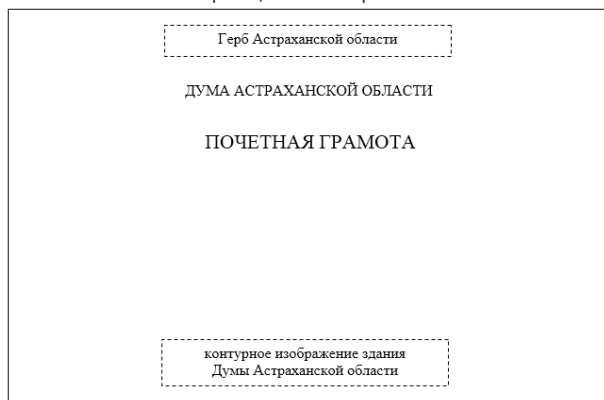 Герб Астраханской области
ДУМА АСТРАХАНСКОЙ ОБЛАСТИ
ПОЧЕТНАЯ ГРАМОТА
контурное изображение здания
Думы Астраханской области